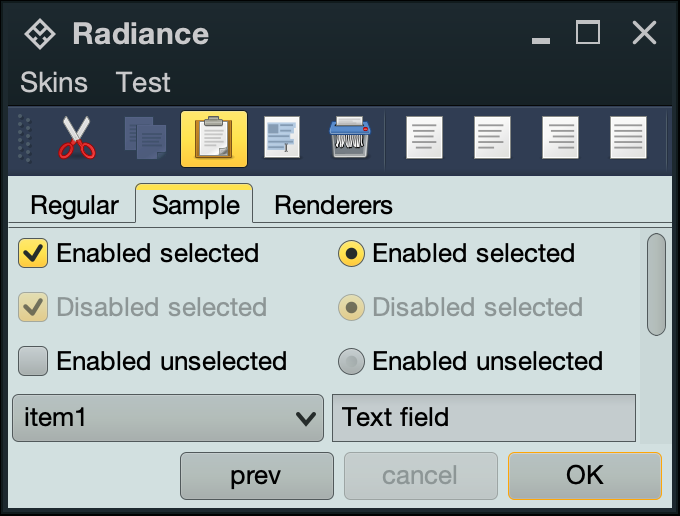 Radiance
Skins Test
Regular Sample Renderers
Enabled selected Enabled selected
Disabled selected Disabled selected
Enabled unselected Enabled unselected
item1 Text field
prev cancel OK